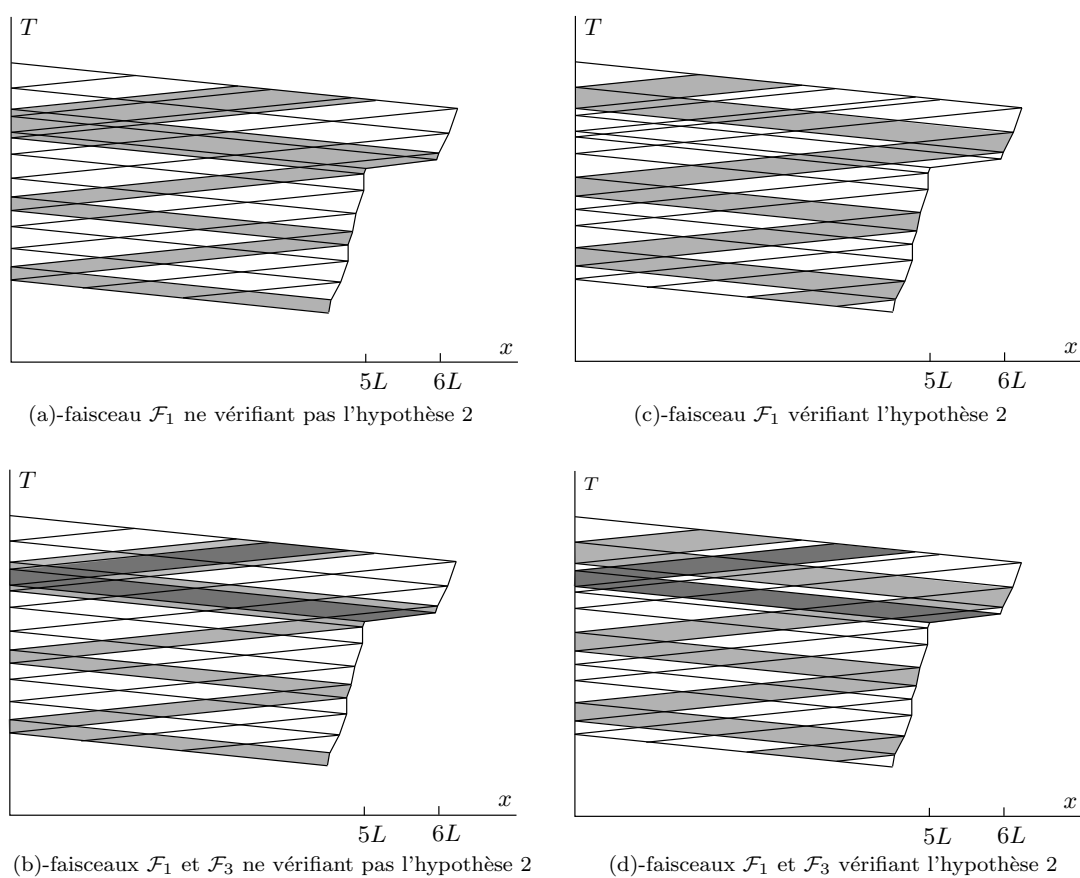 T
x
5L 6L
(a)-faisceau F₁ ne vérifiant pas l'hypothèse 2
T
x
5L 6L
(c)-faisceau F₁ vérifiant l'hypothèse 2
T
x
5L 6L
(b)-faisceaux F₁ et F₃ ne vérifiant pas l'hypothèse 2
T
x
5L 6L
(d)-faisceaux F₁ et F₃ vérifiant l'hypothèse 2